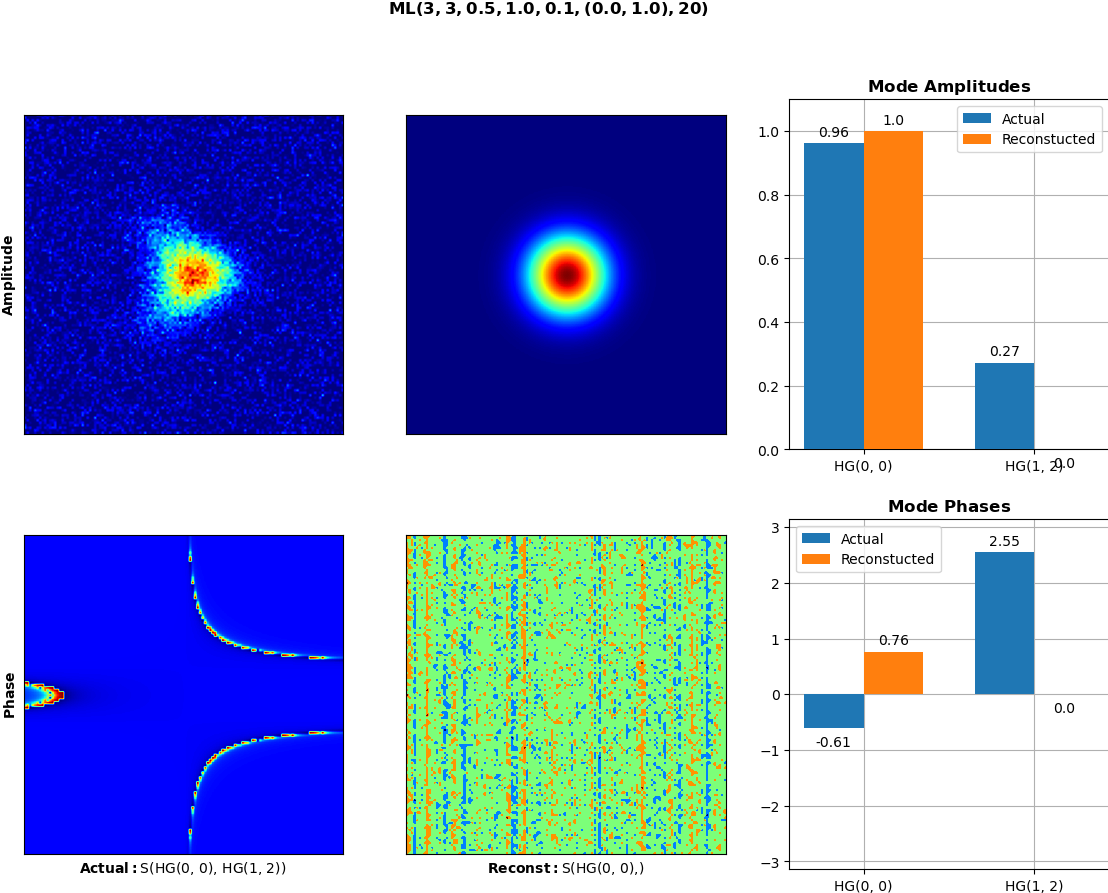 ML(3, 3, 0.5, 1.0, 0.1, (0.0, 1.0), 20)
Amplitude
Mode Amplitudes
Actual
Reconstucted
1.0
0.8
0.6
0.4
0.2
0.0
0.96
1.0
0.27
0.0
HG(0, 0)
HG(1, 2)
Phase
Actual: S(HG(0, 0), HG(1, 2))
Reconst: S(HG(0, 0),)
Mode Phases
Actual
Reconstucted
3
2
1
0
−1
−2
−3
-0.61
0.76
2.55
0.0
HG(0, 0)
HG(1, 2)